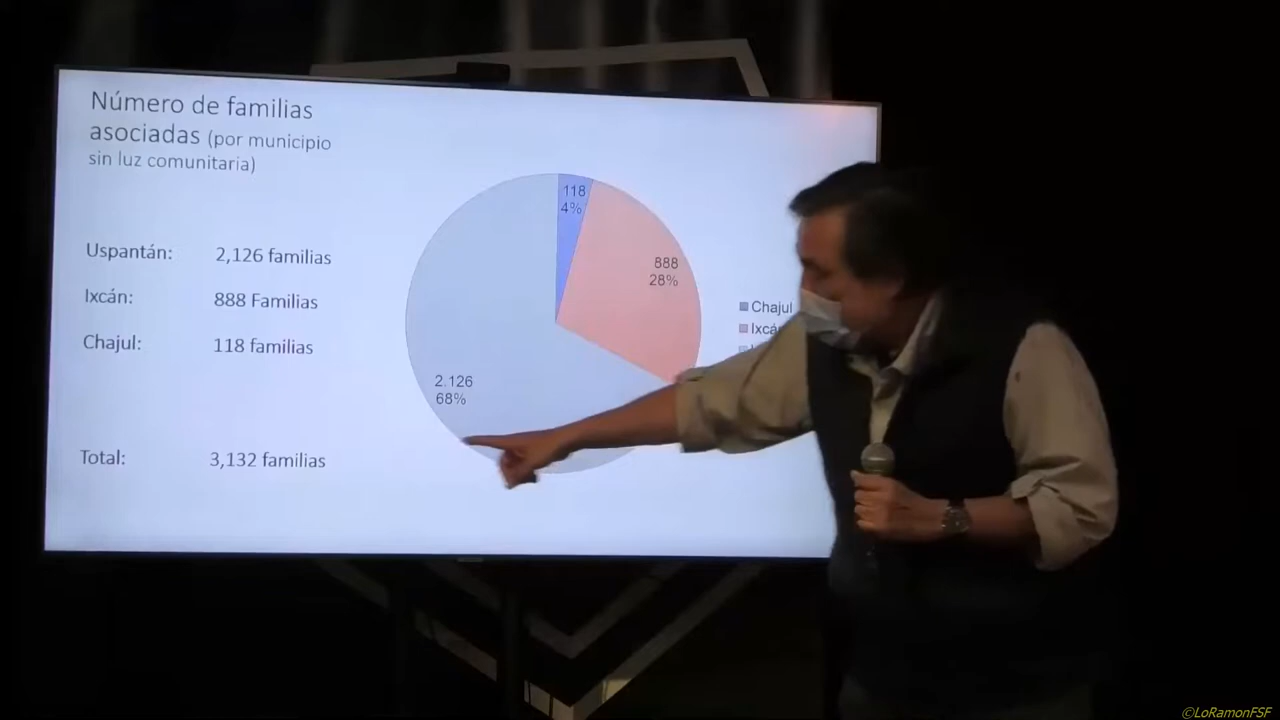 Número de familias
asociadas (por municipio
sin luz comunitaria)
Uspantán: 2,126 familias
Ixcán: 888 Familias
Chajul: 118 familias
Total: 3,132 familias
118
4%
888
28%
2.126
68%
Chajul
©LoRamonFSF